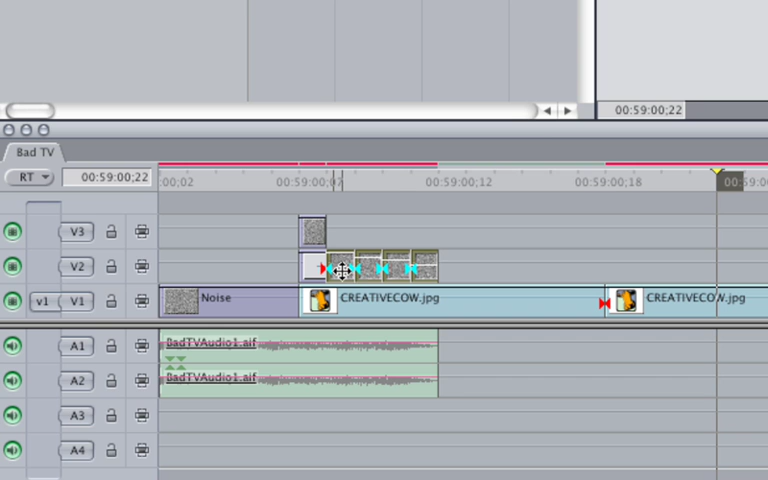 00:59:00;22
Bad TV
RT 00:59:00;22 :00;02 00:59:00;07 00:59:00;12 00:59:00;18 00:59:0
V3
V2
v1 V1 Noise CREATIVECOW.jpg CREATIVECOW.jpg
A1 BadTVAudio1.aif
A2 BadTVAudio1.aif
A3
A4